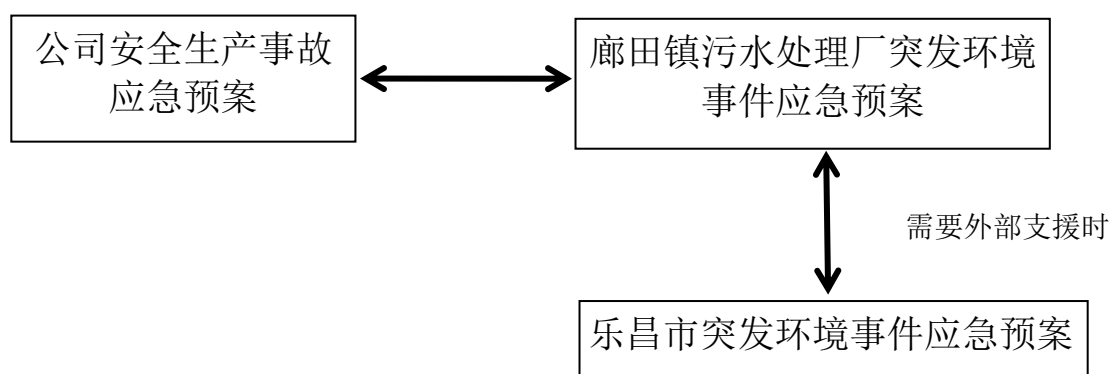 公司安全生产事故
应急预案
廊田镇污水处理厂突发环境
事件应急预案
需要外部支援时
乐昌市突发环境事件应急预案